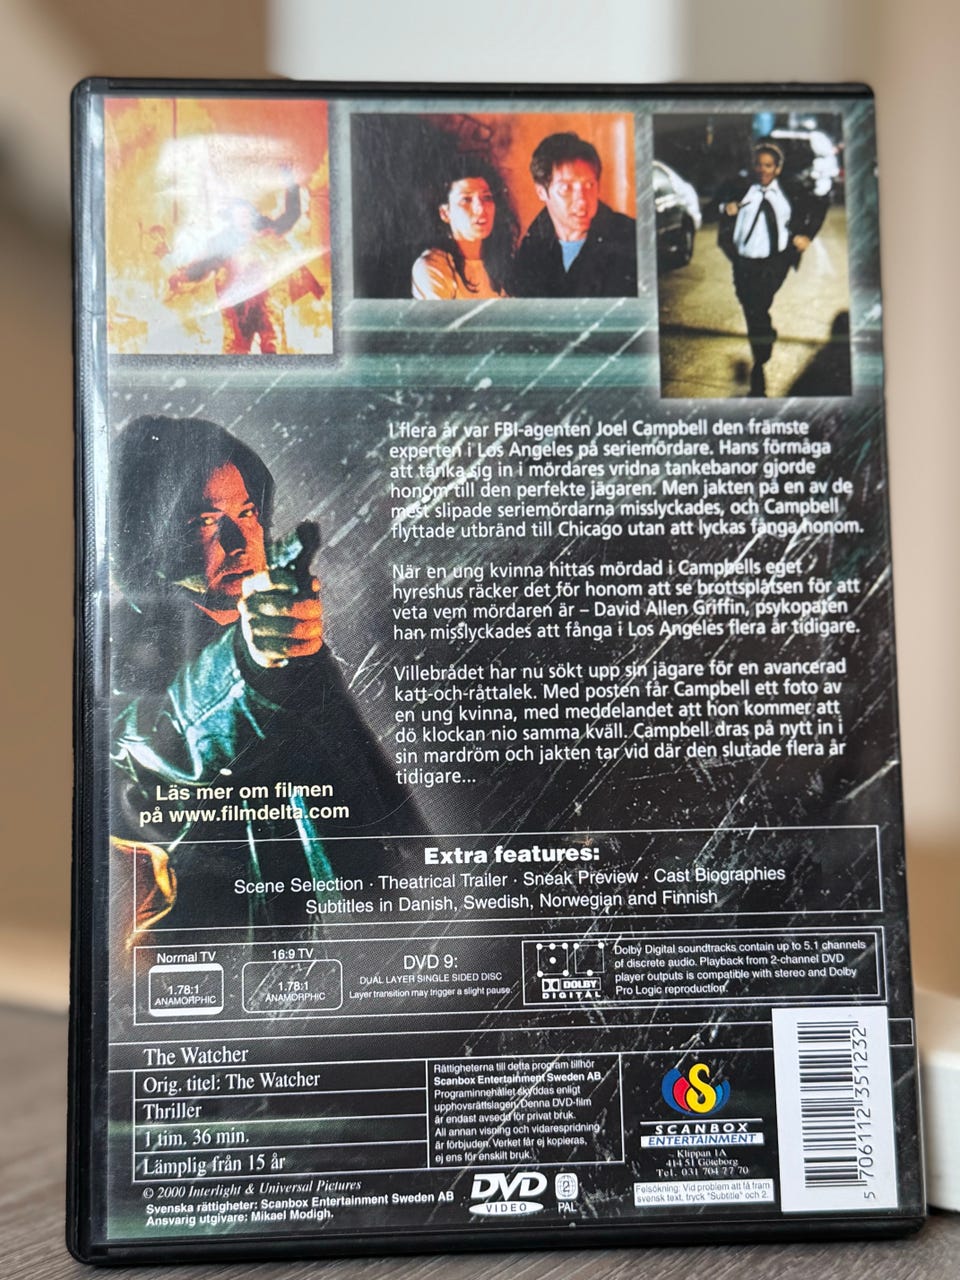 I flera år var FBI-agenten Joel Campbell den främste
experten i Los Angeles på seriemördare. Hans förmåga
att tänka sig in i mördares vridna tankebanor gjorde
honom till den perfekte jägaren. Men jakten på en av de
mest slipade seriemördarna misslyckades, och Campbell
flyttade utbränd till Chicago utan att lyckas fånga honom.
När en ung kvinna hittas mördad i Campbells eget
hyreshus räcker det för honom att se brottsplatsen för att
veta vem mördaren är – David Allen Griffin, psykopaten
han misslyckades att fånga i Los Angeles flera år tidigare.
Villebrådet har nu sökt upp sin jägare för en avancerad
katt-och-råttalek. Med posten får Campbell ett foto av
en ung kvinna, med meddelandet att hon kommer att
dö klockan nio samma kväll. Campbell dras på nytt in i
sin mardröm och jakten tar vid där den slutade flera år
tidigare...
Läs mer om filmen
på www.filmdelta.com
Extra features:
Scene Selection · Theatrical Trailer · Sneak Preview · Cast Biographies
Subtitles in Danish, Swedish, Norwegian and Finnish
Normal TV
1.78:1
ANAMORPHIC
16:9 TV
1.78:1
ANAMORPHIC
DVD 9:
DUAL LAYER SINGLE SIDED DISC
Layer transition may trigger a slight pause.
DOLBY
DIGITAL
Dolby Digital soundtracks contain up to 5.1 channels
of discrete audio. Playback from 2-channel DVD
player outputs is compatible with stereo and Dolby
Pro Logic reproduction.
The Watcher
Orig. titel: The Watcher
Thriller
1 tim. 36 min.
Lämplig från 15 år
Rättigheterna till detta program tillhör
Scanbox Entertainment Sweden AB.
Programinnehållet skyddas enligt
upphovsrättslagen. Denna DVD-film
är endast avsedd för privat bruk.
All annan visning och vidarespridning
är förbjuden. Verket får ej kopieras,
ej ens för enskilt bruk.
S
SCANBOX
ENTERTAINMENT
Klippan 1A
414 51 Göteborg
Tel. 031 704 77 70
5 706112 351232
© 2000 Interlight & Universal Pictures
Svenska rättigheter: Scanbox Entertainment Sweden AB
Ansvarig utgivare: Mikael Modigh.
DVD
VIDEO
2
PAL
Felsökning: Vid problem att få fram
svensk text, tryck "Subtitle" och 2.